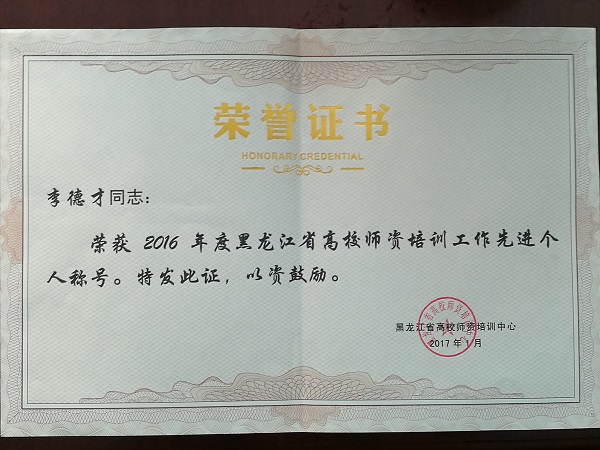 荣誉证书
HONORARY CREDENTIAL
李德才同志：
荣获 2016 年度黑龙江省高校师资培训工作先进个
人称号。特发此证，以资鼓励。
黑龙江省高校师资培训中心
2017 年 1 月